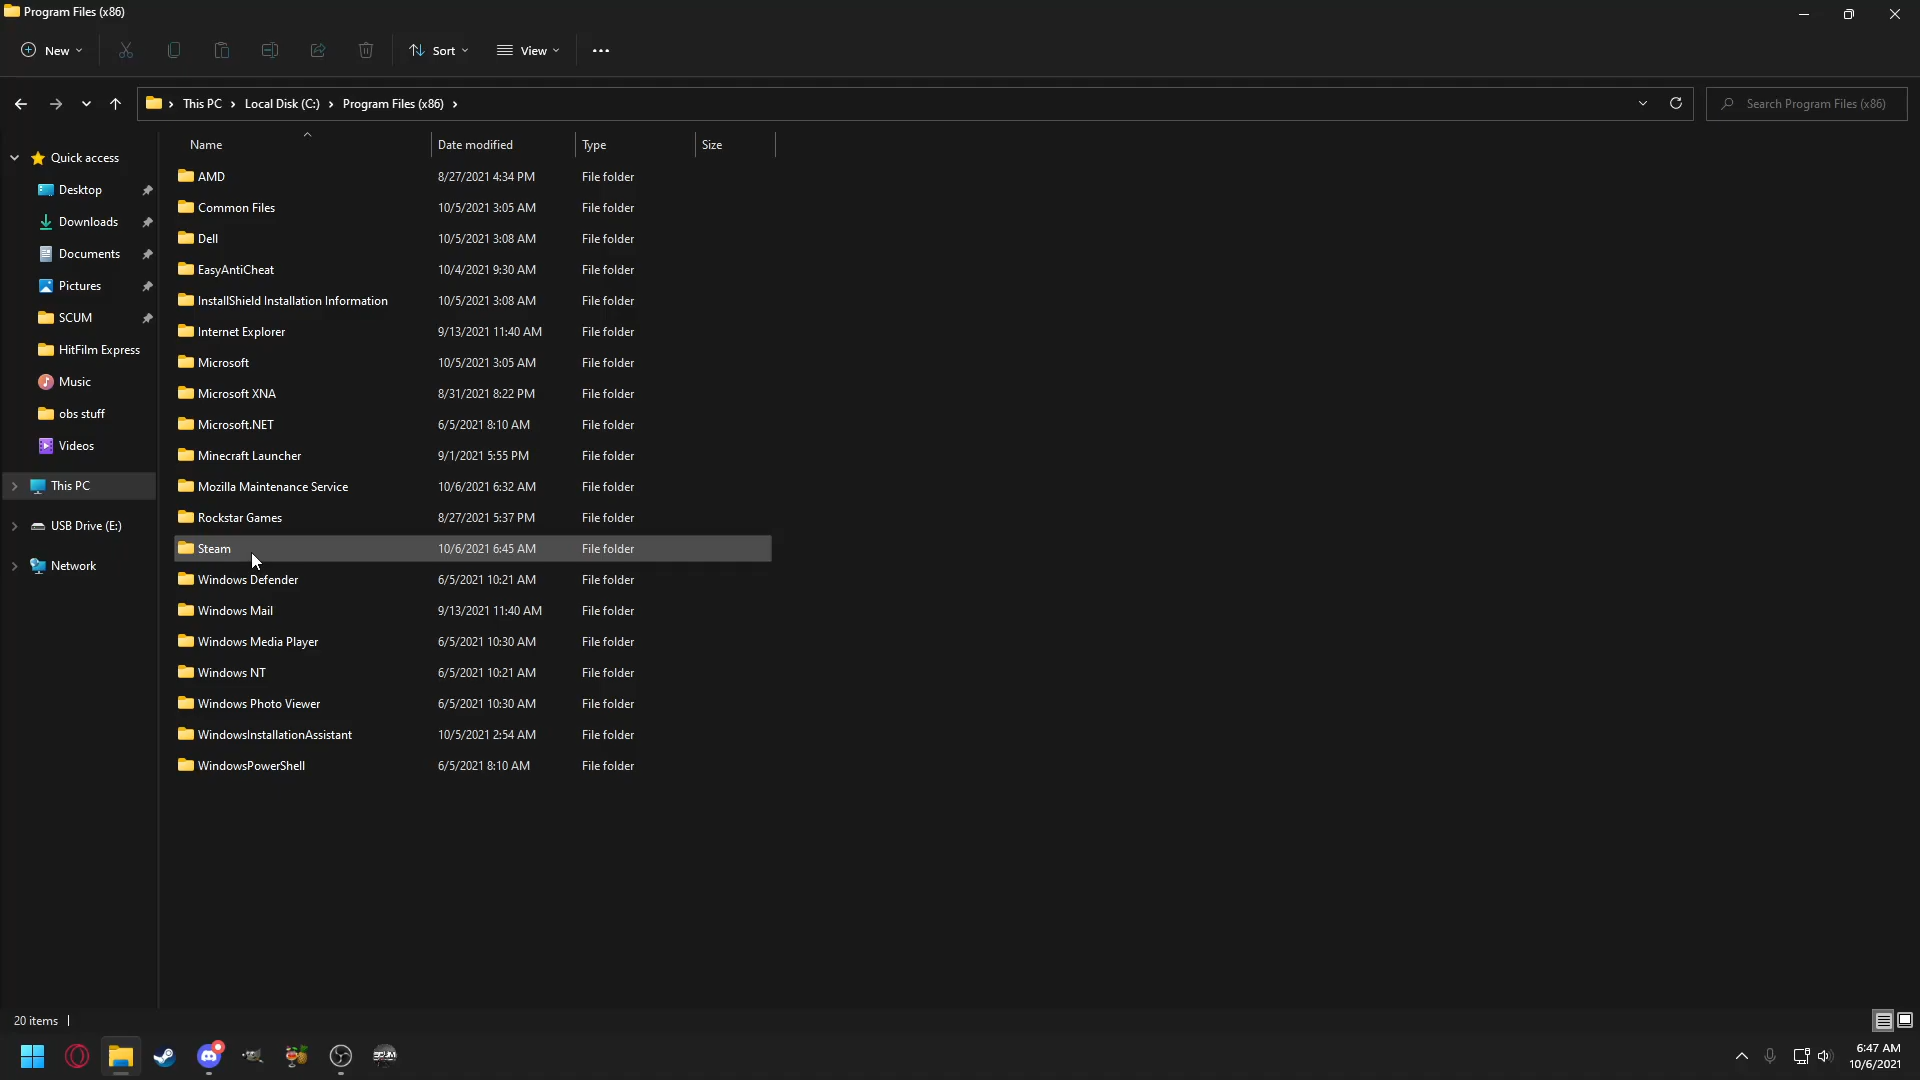 Program Files (x86)
New Sort View
This PC Local Disk (C:) Program Files (x86) Search Program Files (x86)
Name Date modified Type Size
Quick access
Desktop
Downloads
Documents
Pictures
SCUM
HitFilm Express
Music
obs stuff
Videos
This PC
USB Drive (E:)
Network
AMD 8/27/2021 4:34 PM File folder
Common Files 10/5/2021 3:05 AM File folder
Dell 10/5/2021 3:08 AM File folder
EasyAntiCheat 10/4/2021 9:30 AM File folder
InstallShield Installation Information 10/5/2021 3:08 AM File folder
Internet Explorer 9/13/2021 11:40 AM File folder
Microsoft 10/5/2021 3:05 AM File folder
Microsoft XNA 8/31/2021 8:22 PM File folder
Microsoft.NET 6/5/2021 8:10 AM File folder
Minecraft Launcher 9/1/2021 5:55 PM File folder
Mozilla Maintenance Service 10/6/2021 6:32 AM File folder
Rockstar Games 8/27/2021 5:37 PM File folder
Steam 10/6/2021 6:45 AM File folder
Windows Defender 6/5/2021 10:21 AM File folder
Windows Mail 9/13/2021 11:40 AM File folder
Windows Media Player 6/5/2021 10:30 AM File folder
Windows NT 6/5/2021 10:21 AM File folder
Windows Photo Viewer 6/5/2021 10:30 AM File folder
WindowsInstallationAssistant 10/5/2021 2:54 AM File folder
WindowsPowerShell 6/5/2021 8:10 AM File folder
20 items
SCUM
6:47 AM
10/6/2021